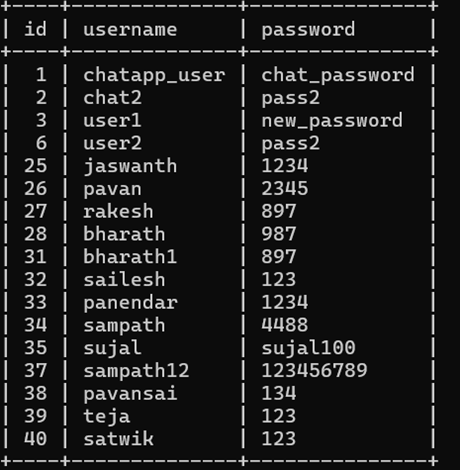 +----+--------------+---------------+
| id | username     | password      |
+----+--------------+---------------+
|  1 | chatapp_user | chat_password |
|  2 | chat2        | pass2         |
|  3 | user1        | new_password  |
|  6 | user2        | pass2         |
| 25 | jaswanth     | 1234          |
| 26 | pavan        | 2345          |
| 27 | rakesh       | 897           |
| 28 | bharath      | 987           |
| 31 | bharath1     | 897           |
| 32 | sailesh      | 123           |
| 33 | panendar     | 1234          |
| 34 | sampath      | 4488          |
| 35 | sujal        | sujal100      |
| 37 | sampath12    | 123456789     |
| 38 | pavansai     | 134           |
| 39 | teja         | 123           |
| 40 | satwik       | 123           |
+----+--------------+---------------+